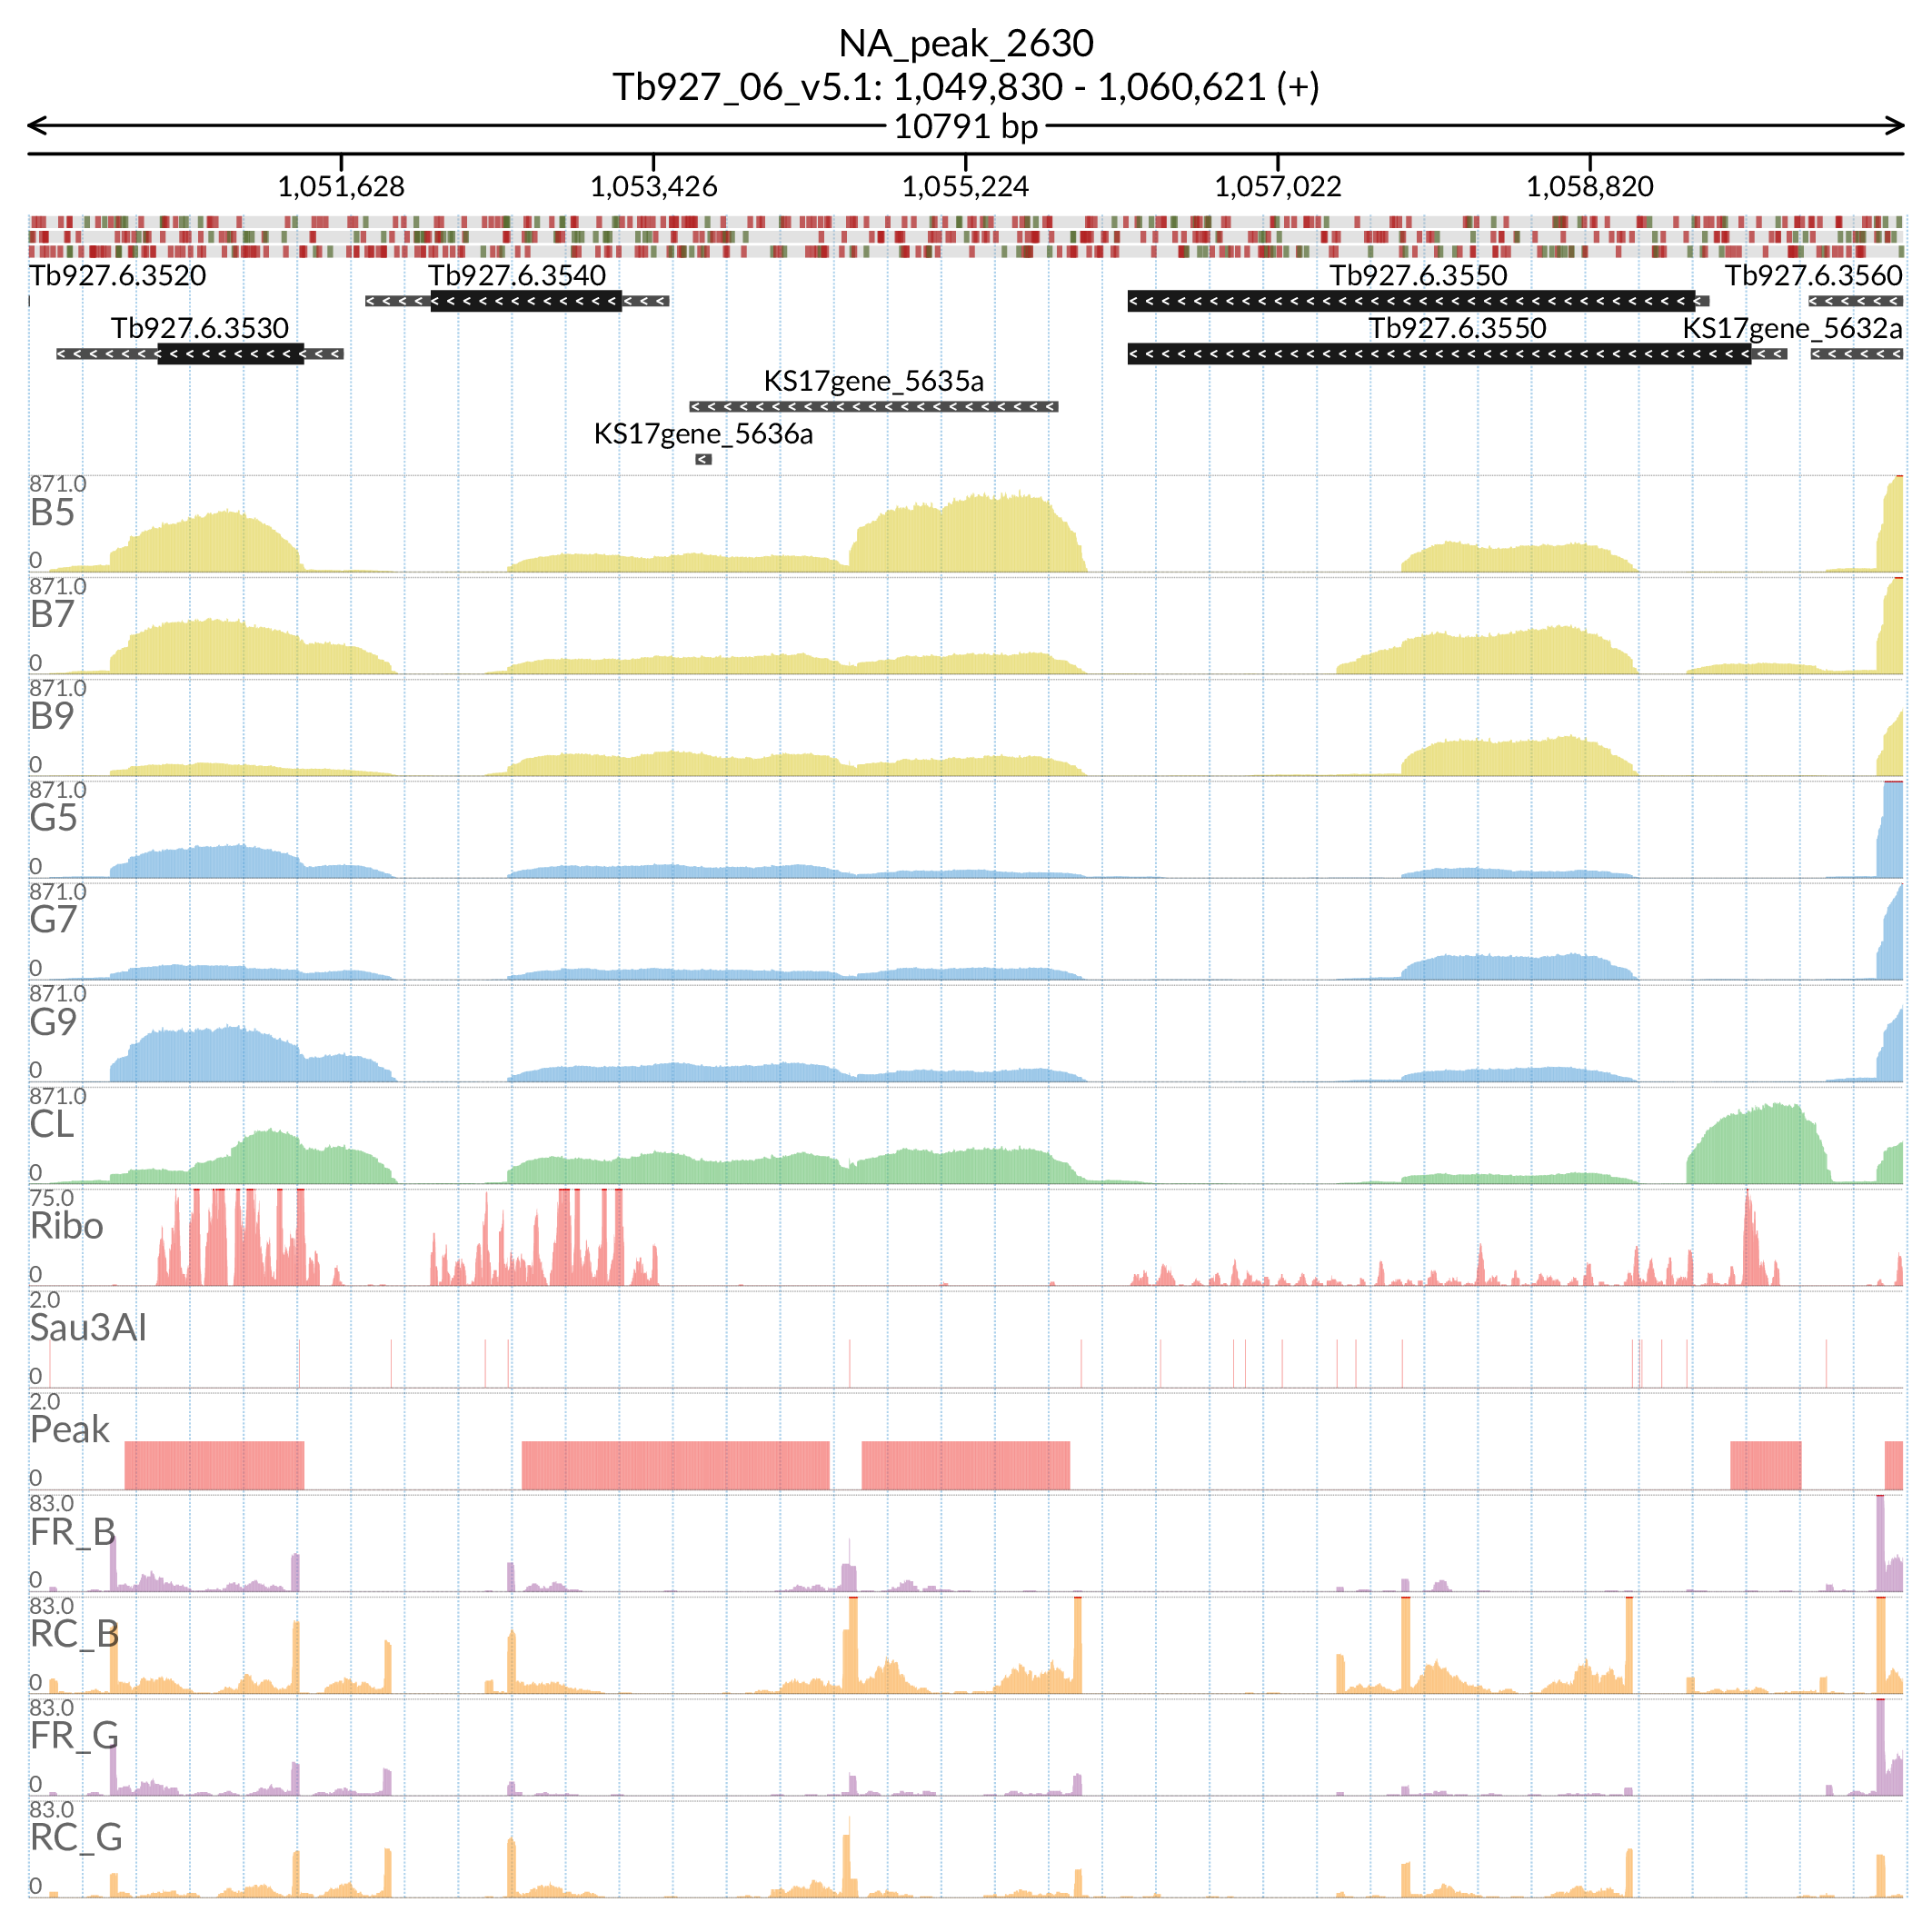 NA_peak_2630
Tb927_06_v5.1: 1,049,830 - 1,060,621 (+)
10791 bp
1,051,628 1,053,426 1,055,224 1,057,022 1,058,820
Tb927.6.3520 Tb927.6.3540 Tb927.6.3550 Tb927.6.3560
Tb927.6.3530 Tb927.6.3550 KS17gene_5632a
KS17gene_5635a
KS17gene_5636a
871.0
B5
0
871.0
B7
0
871.0
B9
0
871.0
G5
0
871.0
G7
0
871.0
G9
0
871.0
CL
0
75.0
Ribo
0
2.0
Sau3AI
0
2.0
Peak
0
83.0
FR_B
0
83.0
RC_B
0
83.0
FR_G
0
83.0
RC_G
0